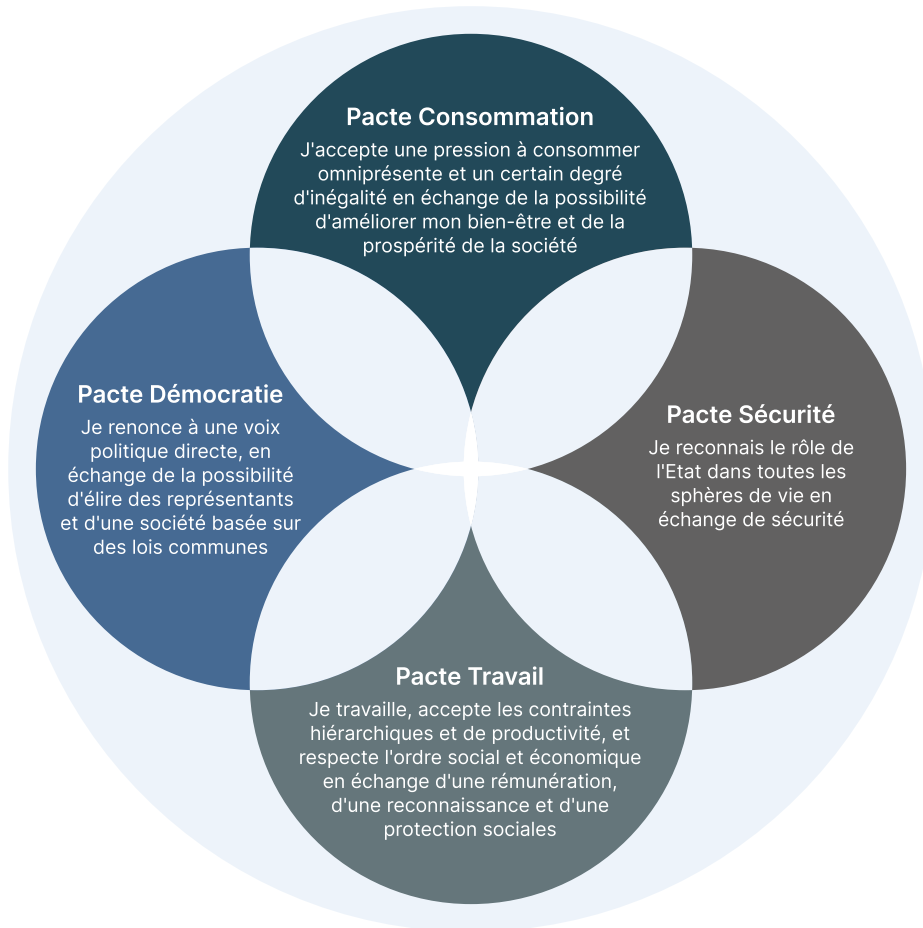 Pacte Consommation
J'accepte une pression à consommer
omniprésente et un certain degré
d'inégalité en échange de la possibilité
d'améliorer mon bien-être et de la
prospérité de la société
Pacte Démocratie
Je renonce à une voix
politique directe, en
échange de la possibilité
d'élire des représentants
et d'une société basée sur
des lois communes
Pacte Sécurité
Je reconnais le rôle de
l'Etat dans toutes les
sphères de vie en
échange de sécurité
Pacte Travail
Je travaille, accepte les contraintes
hiérarchiques et de productivité, et
respecte l'ordre social et économique
en échange d'une rémunération,
d'une reconnaissance et d'une
protection sociales